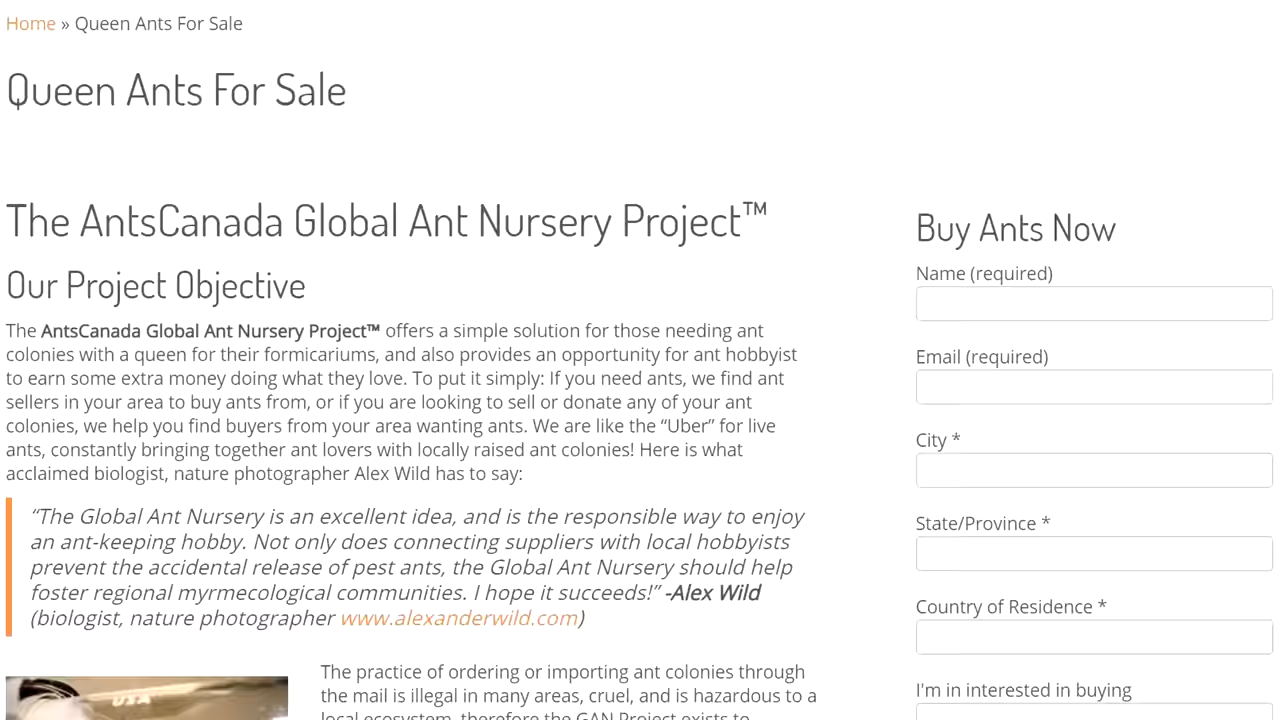 Home » Queen Ants For Sale
Queen Ants For Sale
The AntsCanada Global Ant Nursery Project™
Our Project Objective
The AntsCanada Global Ant Nursery Project™ offers a simple solution for those needing ant
colonies with a queen for their formicariums, and also provides an opportunity for ant hobbyist
to earn some extra money doing what they love. To put it simply: If you need ants, we find ant
sellers in your area to buy ants from, or if you are looking to sell or donate any of your ant
colonies, we help you find buyers from your area wanting ants. We are like the “Uber” for live
ants, constantly bringing together ant lovers with locally raised ant colonies! Here is what
acclaimed biologist, nature photographer Alex Wild has to say:
“The Global Ant Nursery is an excellent idea, and is the responsible way to enjoy
an ant-keeping hobby. Not only does connecting suppliers with local hobbyists
prevent the accidental release of pest ants, the Global Ant Nursery should help
foster regional myrmecological communities. I hope it succeeds!” -Alex Wild
(biologist, nature photographer www.alexanderwild.com)
USA
The practice of ordering or importing ant colonies through
the mail is illegal in many areas, cruel, and is hazardous to a
local ecosystem, therefore the GAN Project exists to
Buy Ants Now
Name (required)
Email (required)
City *
State/Province *
Country of Residence *
I'm in interested in buying